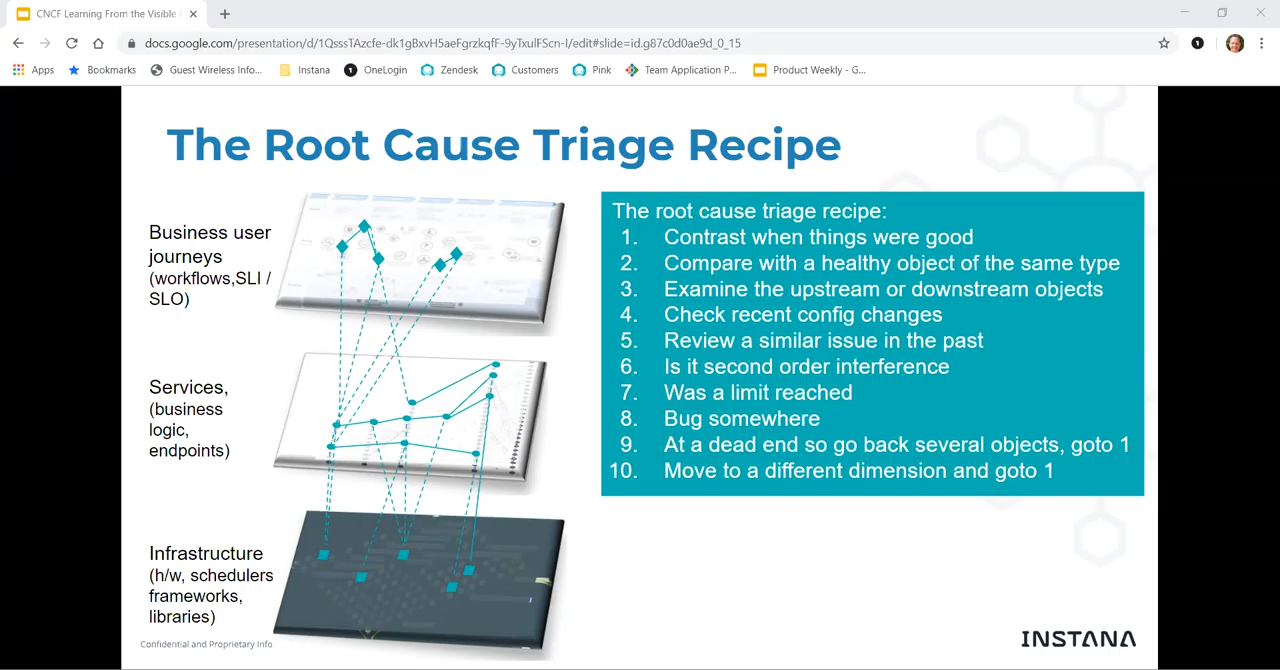 CNCF Learning From the Visible
docs.google.com/presentation/d/1QsssTAzcfe-dk1gBxvH5aeFgrzkqfF-9yTxulFScn-I/edit#slide=id.g87c0d0ae9d_0_15
1
Apps
Bookmarks
Guest Wireless Info...
Instana
1
OneLogin
Zendesk
Customers
Pink
Team Application P...
Product Weekly - G...
The Root Cause Triage Recipe
Business user
journeys
(workflows,SLI /
SLO)
Services,
(business
logic,
endpoints)
Infrastructure
(h/w, schedulers
frameworks,
libraries)
The root cause triage recipe:
1. Contrast when things were good
2. Compare with a healthy object of the same type
3. Examine the upstream or downstream objects
4. Check recent config changes
5. Review a similar issue in the past
6. Is it second order interference
7. Was a limit reached
8. Bug somewhere
9. At a dead end so go back several objects, goto 1
10. Move to a different dimension and goto 1
Confidential and Proprietary Info
INSTANA